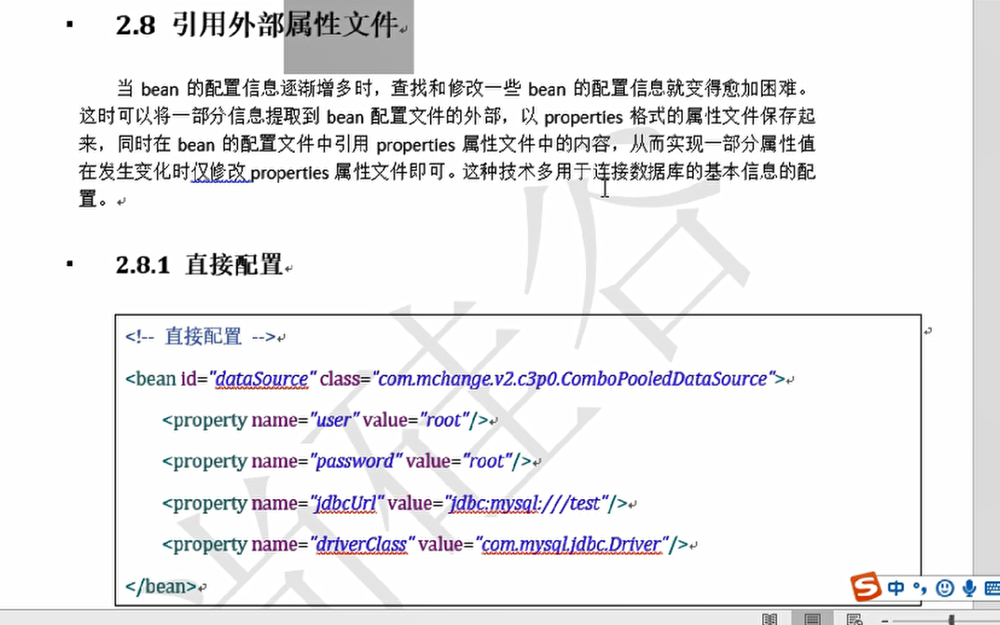 2.8 引用外部属性文件
当 bean 的配置信息逐渐增多时，查找和修改一些 bean 的配置信息就变得愈加困难。
这时可以将一部分信息提取到 bean 配置文件的外部，以 properties 格式的属性文件保存起
来，同时在 bean 的配置文件中引用 properties 属性文件中的内容，从而实现一部分属性值
在发生变化时仅修改 properties 属性文件即可。这种技术多用于连接数据库的基本信息的配
置。
2.8.1 直接配置
<!-- 直接配置 -->
<bean id="dataSource" class="com.mchange.v2.c3p0.ComboPooledDataSource">
<property name="user" value="root"/>
<property name="password" value="root"/>
<property name="jdbcUrl" value="jdbc:mysql:///test"/>
<property name="driverClass" value="com.mysql.jdbc.Driver"/>
</bean>
尚硅谷
中